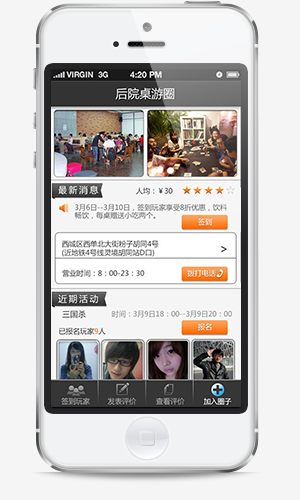 VIRGIN 3G 4:20 PM
后院桌游圈
最新消息 人均：¥30
3月6日--3月10日，签到玩家享受8折优惠，饮料
畅饮，每桌赠送小吃两个。
签到
西城区西单北大街粉子胡同4号
(近地铁4号线灵境胡同站D口)
>
营业时间：8：00-23：30 拨打电话
近期活动
三国杀 时间：3月9日18：00--3月9日20：00
已报名玩家9人 报名
签到玩家 发表评价 查看评价 加入圈子